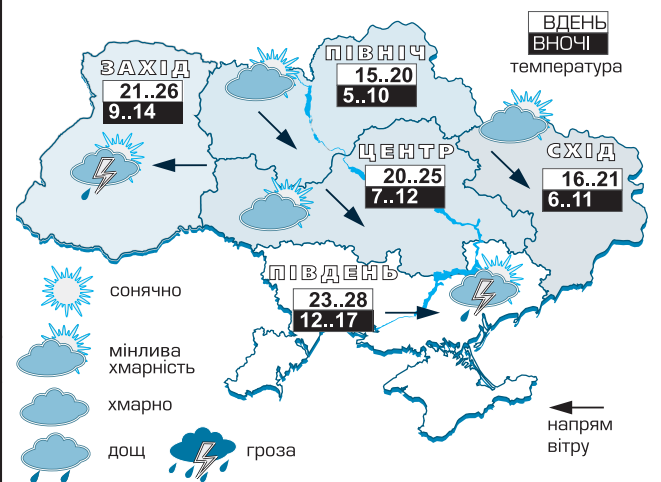 ВДЕНЬ
ВНОЧІ
температура
ЗАХІД
21..26
9..14
ПІВНІЧ
15..20
5..10
ЦЕНТР
20..25
7..12
СХІД
16..21
6..11
ПІВДЕНЬ
23..28
12..17
сонячно
мінлива
хмарність
хмарно
дощ
гроза
напрям
вітру